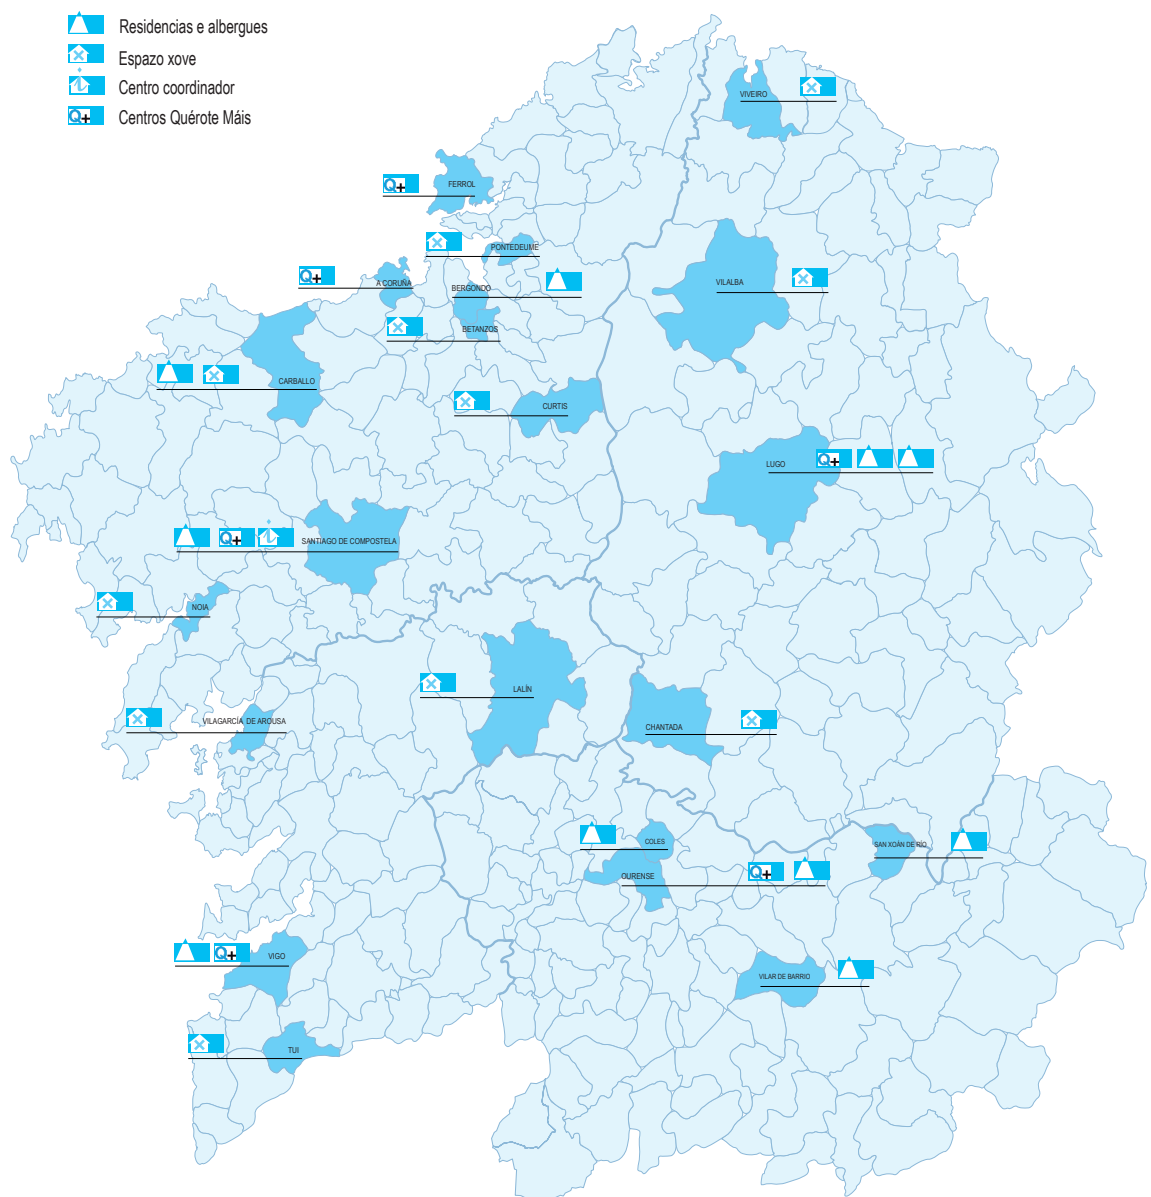 Residencias e albergues
Espazo xove
Centro coordinador
Q+ Centros Quérote Máis
VIVEIRO
Q+ FERROL
PONTEDEUME
Q+ A CORUÑA
BERGONDO
VILALBA
BETANZOS
CARBALLO
CURTIS
LUGO Q+
Q+ SANTIAGO DE COMPOSTELA
NOIA
LALÍN
VILAGARCÍA DE AROUSA
CHANTADA
COLES
SAN XOÁN DE RÍO
OURENSE Q+
Q+ VIGO
VILAR DE BARRIO
TUI